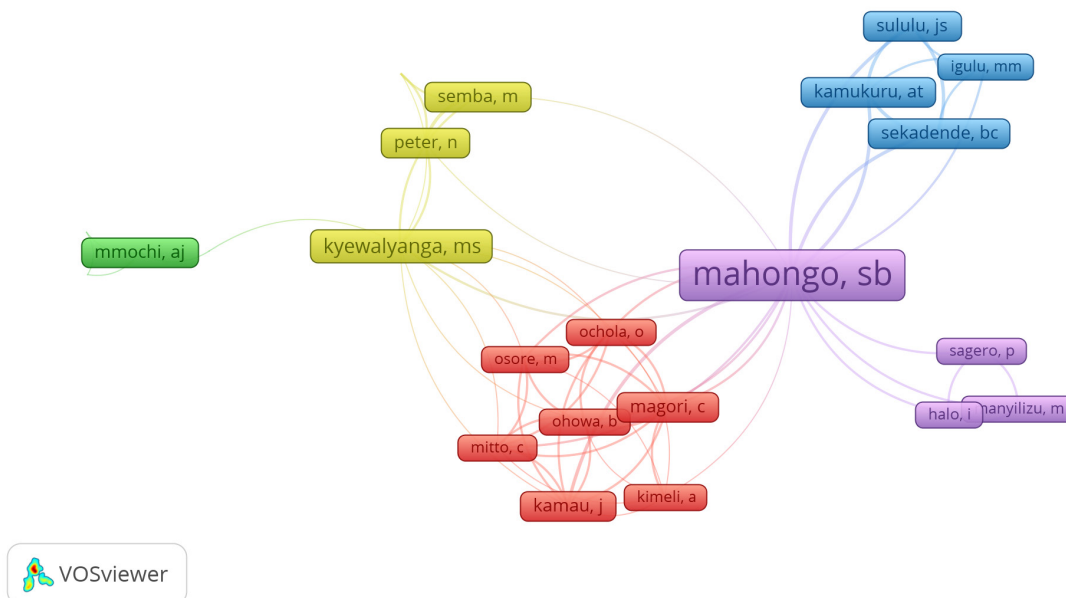 sululu, js
igulu, mm
kamukuru, at
semba, m
sekadende, bc
peter, n
kyewalyanga, ms
mmochi, aj
mahongo, sb
ochola, o
osore, m
sagero, p
magori, c
halo, i
manyilizu, m
ohowa, b
mitto, c
kimeli, a
kamau, j
VOSviewer